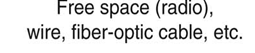 Free space (radio),
wire, fiber-optic cable, etc.